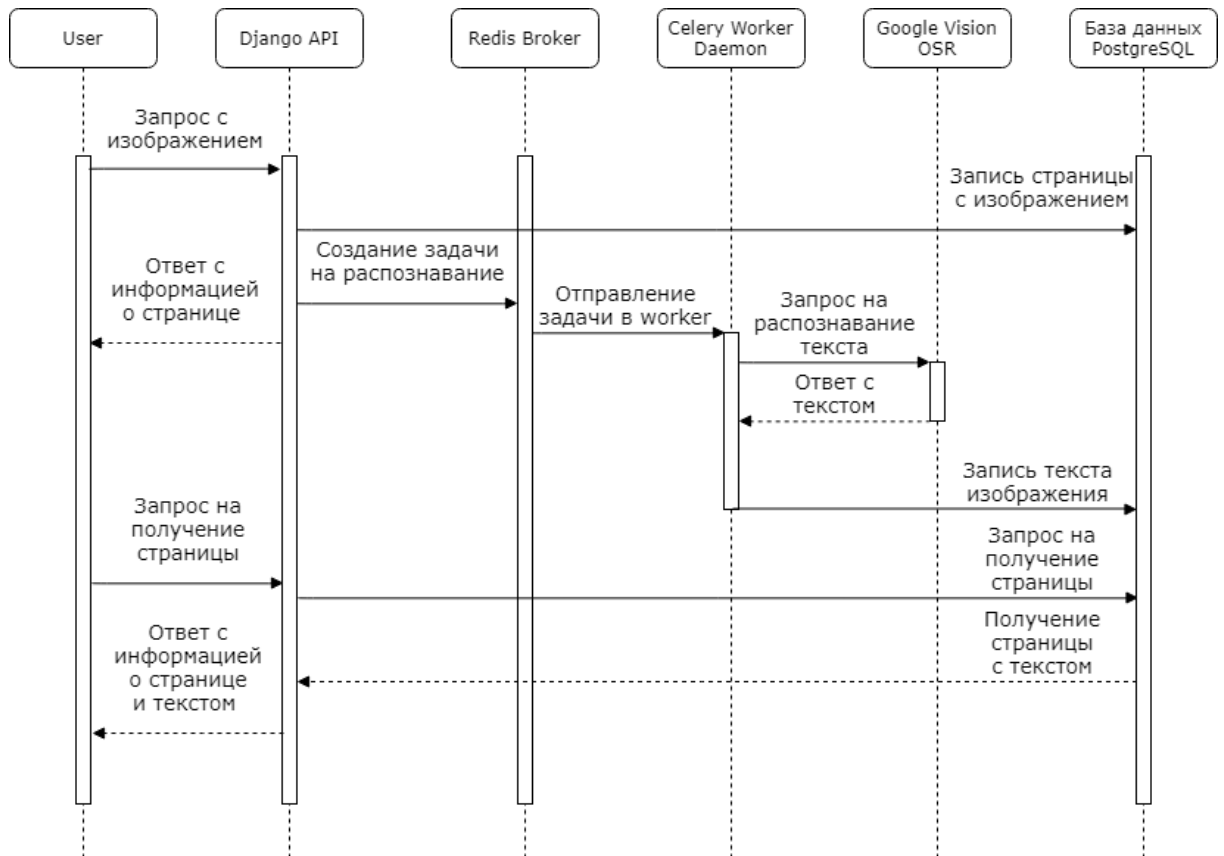 User
Django API
Redis Broker
Celery Worker
Daemon
Google Vision
OSR
База данных
PostgreSQL
Запрос с
изображением
Запись страницы
с изображением
Создание задачи
на распознавание
Ответ с
информацией
о странице
Отправление
задачи в worker
Запрос на
распознавание
текста
Ответ с
текстом
Запись текста
изображения
Запрос на
получение
страницы
Запрос на
получение
страницы
Получение
страницы
с текстом
Ответ с
информацией
о странице
и текстом